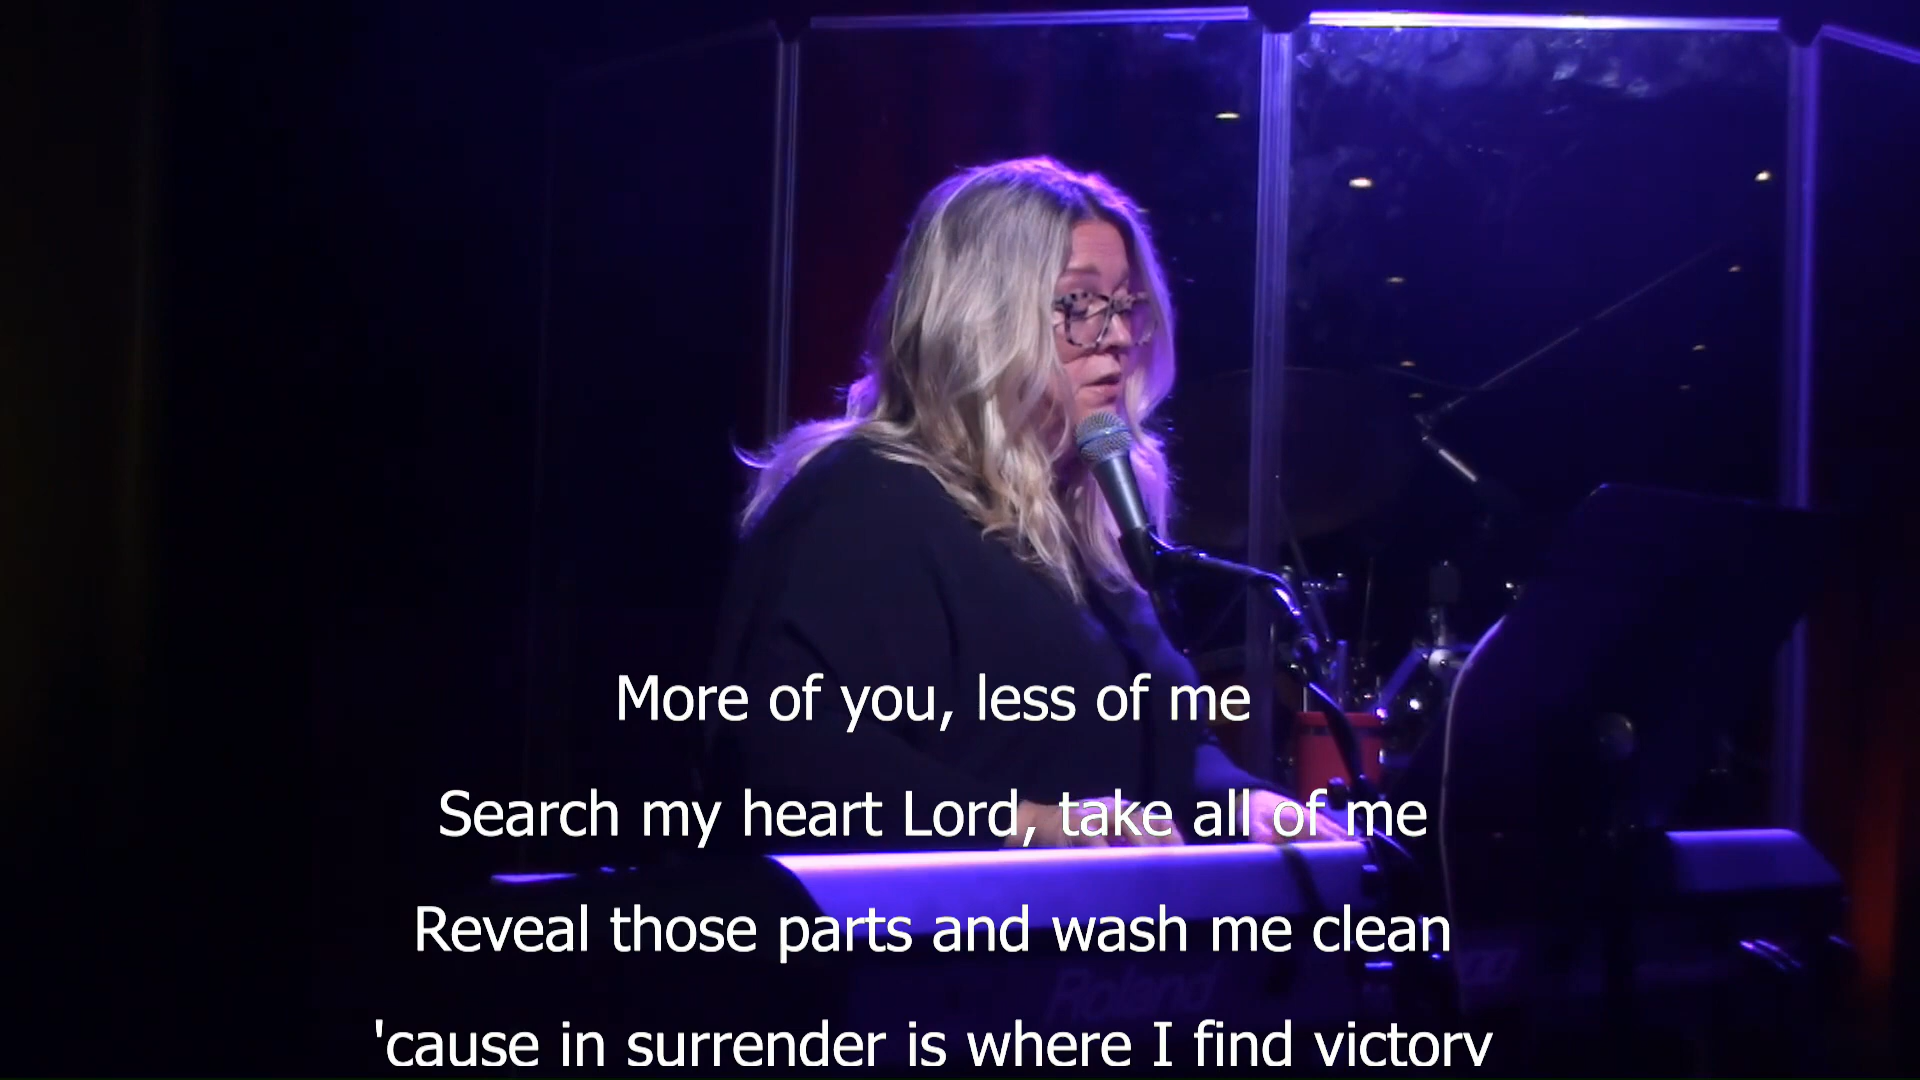 More of you, less of me
Search my heart Lord, take all of me
Reveal those parts and wash me clean
'cause in surrender is where I find victory
Roland